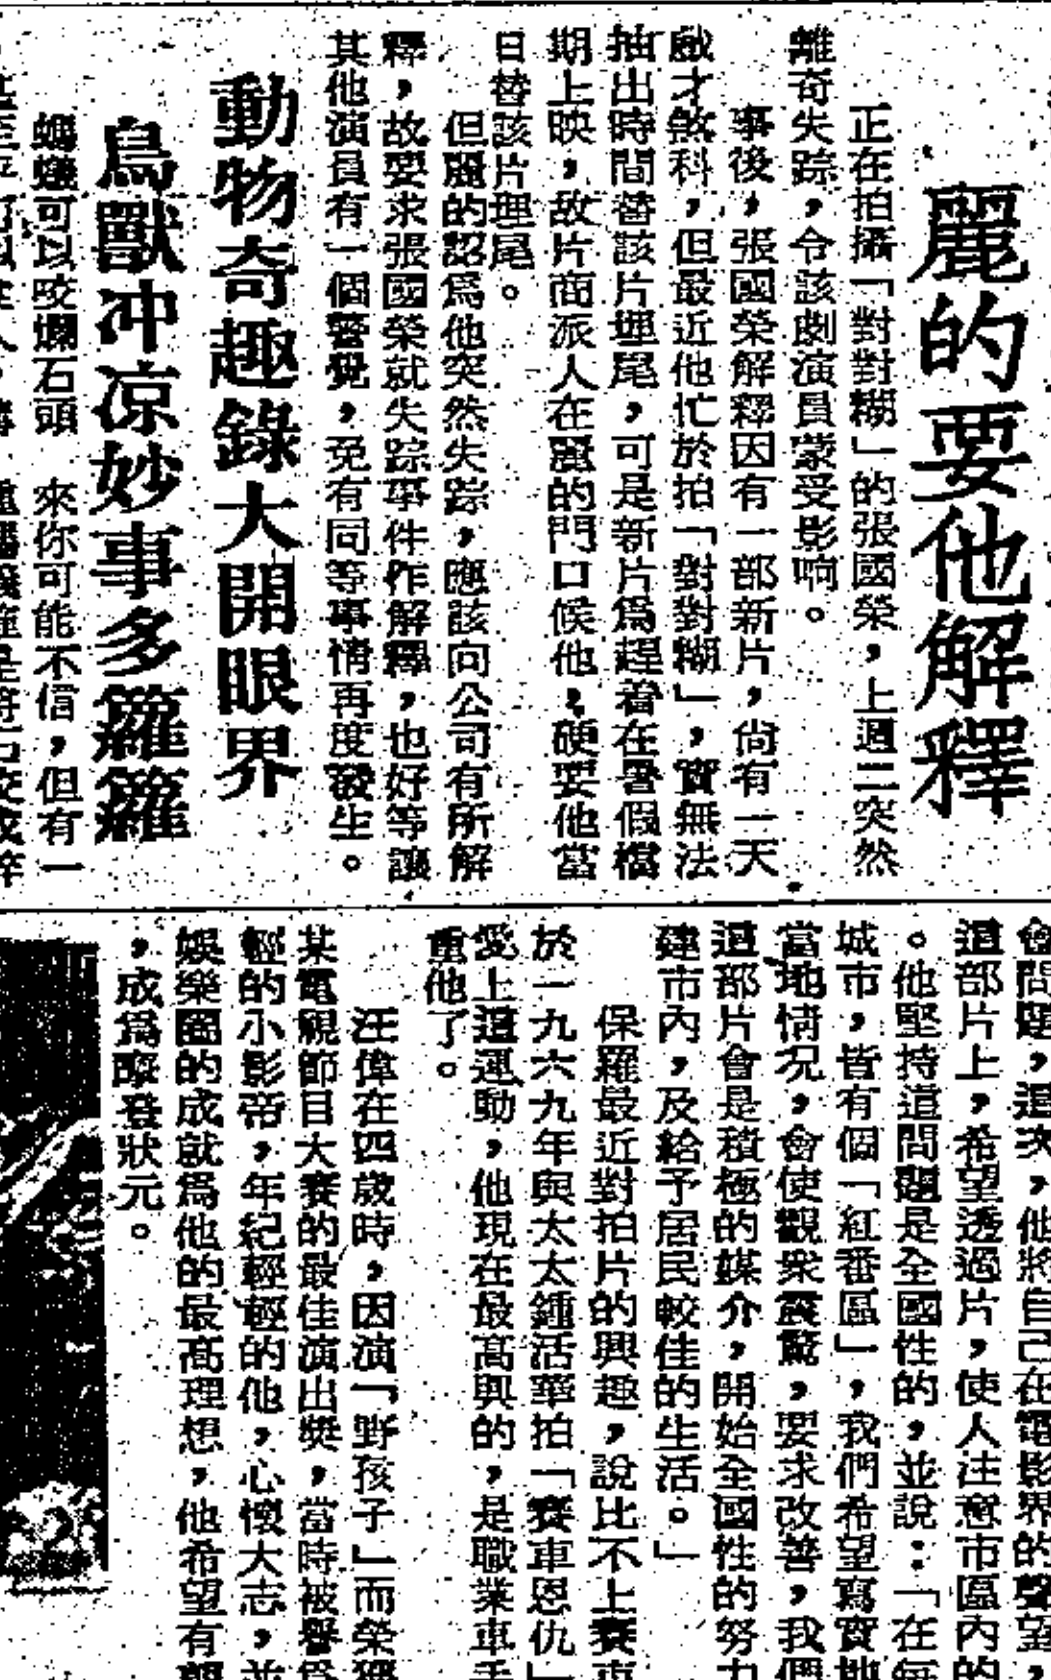 麗的要他解釋
正在拍攝「對對糊」的張國榮，上週二突然
離奇失踪，令該劇演員蒙受影响。
事後，張國榮解釋因有一部新片，尚有一天
戲才煞科，但最近他忙於拍「對對糊」，實無法
抽出時間替該片埋尾，可是新片爲趕着在暑假檔
期上映，故片商派人在麗的門口候他，硬要他當
日替該片埋尾。
但麗的認爲他突然失踪，應該向公司有所解
釋，故要求張國榮就失踪事件作解釋，也好等讓
其他演員有一個警覺，免有同等事情再度發生。
動物奇趣錄大開眼界
鳥獸冲凉妙事多籮籮
螞蟻可以咬爛石頭　來你可能不信，但有一
會問題，這次，他將自己在電影界的聲望，
這部片上，希望透過片，使人注意市區內的
。他堅持這問題是全國性的，並說：「在每
城市，皆有個「紅番區」，我們希望寫實地
當地情况，會使觀衆震驚，要求改善，我們
這部片會是積極的媒介，開始全國性的努力
建市內，及給予居民較佳的生活。」
保羅最近對拍片的興趣，說比不上賽車
於一九六九年與太太鍾活華拍「賽車恩仇」
愛上這運動，他現在最高興的，是職業車手
重他了。
汪偉在四歲時，因演「野孩子」而榮獲
某電視節目大賽的最佳演出奬，當時被譽爲
輕的小影帝，年紀輕輕的他，心懷大志，並
娛樂圈的成就爲他的最高理想，他希望有
，成爲摩登狀元。